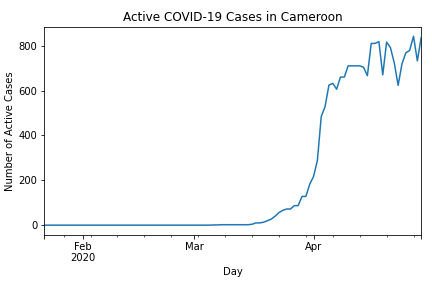 Active COVID-19 Cases in Cameroon
Number of Active Cases
800
600
400
200
0
Feb
2020
Mar
Apr
Day